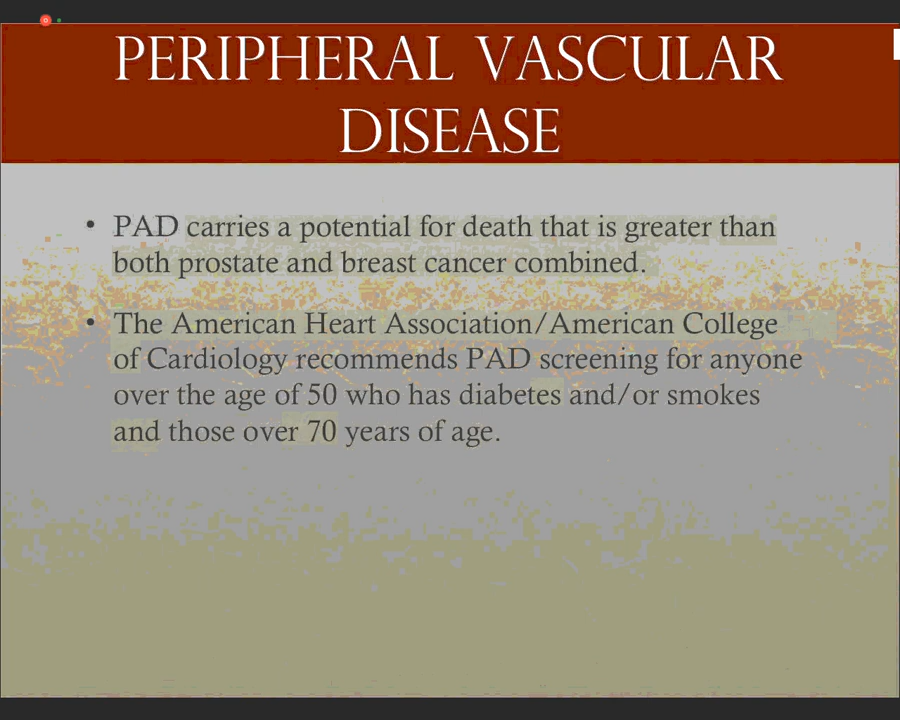 PERIPHERAL VASCULAR
DISEASE
• PAD carries a potential for death that is greater than
both prostate and breast cancer combined.
• The American Heart Association/American College
of Cardiology recommends PAD screening for anyone
over the age of 50 who has diabetes and/or smokes
and those over 70 years of age.